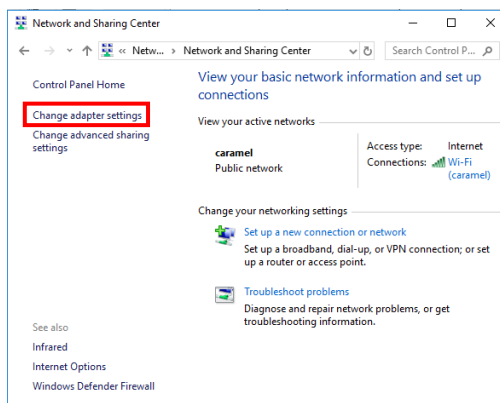 Network and Sharing Center
« Netw... > Network and Sharing Center
Search Control P...
Control Panel Home
Change adapter settings
Change advanced sharing
settings
View your basic network information and set up
connections
View your active networks
caramel
Public network
Access type: Internet
Connections: Wi-Fi
(caramel)
Change your networking settings
Set up a new connection or network
Set up a broadband, dial-up, or VPN connection; or set
up a router or access point.
Troubleshoot problems
Diagnose and repair network problems, or get
troubleshooting information.
See also
Infrared
Internet Options
Windows Defender Firewall